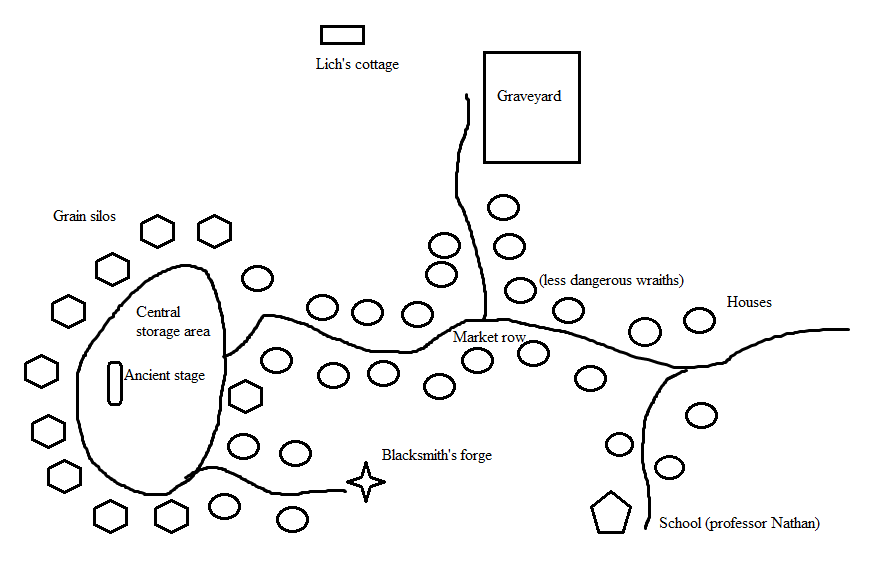 Lich's cottage
Graveyard
Grain silos
(less dangerous wraiths)
Houses
Central
storage area
Market row
Ancient stage
Blacksmith's forge
School (professor Nathan)